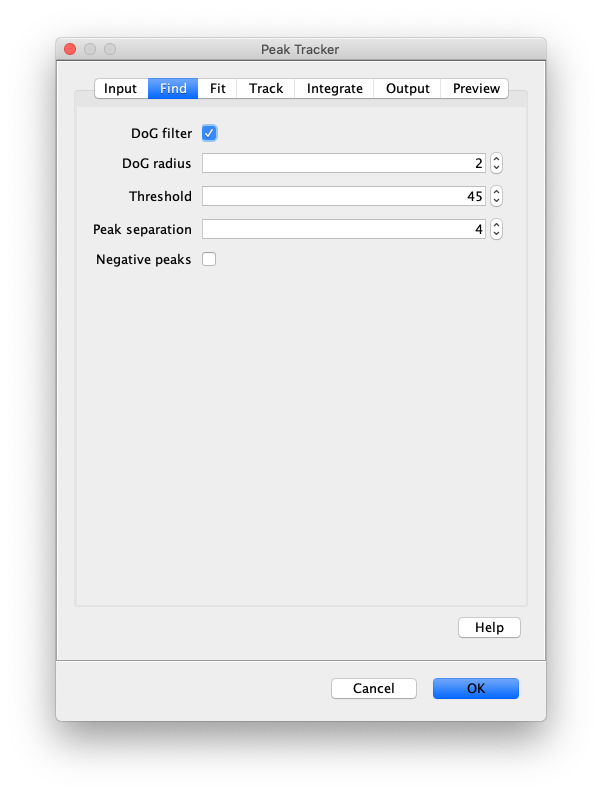 Peak Tracker
Input Find Fit Track Integrate Output Preview
DoG filter
DoG radius 2
Threshold 45
Peak separation 4
Negative peaks
Help
Cancel OK